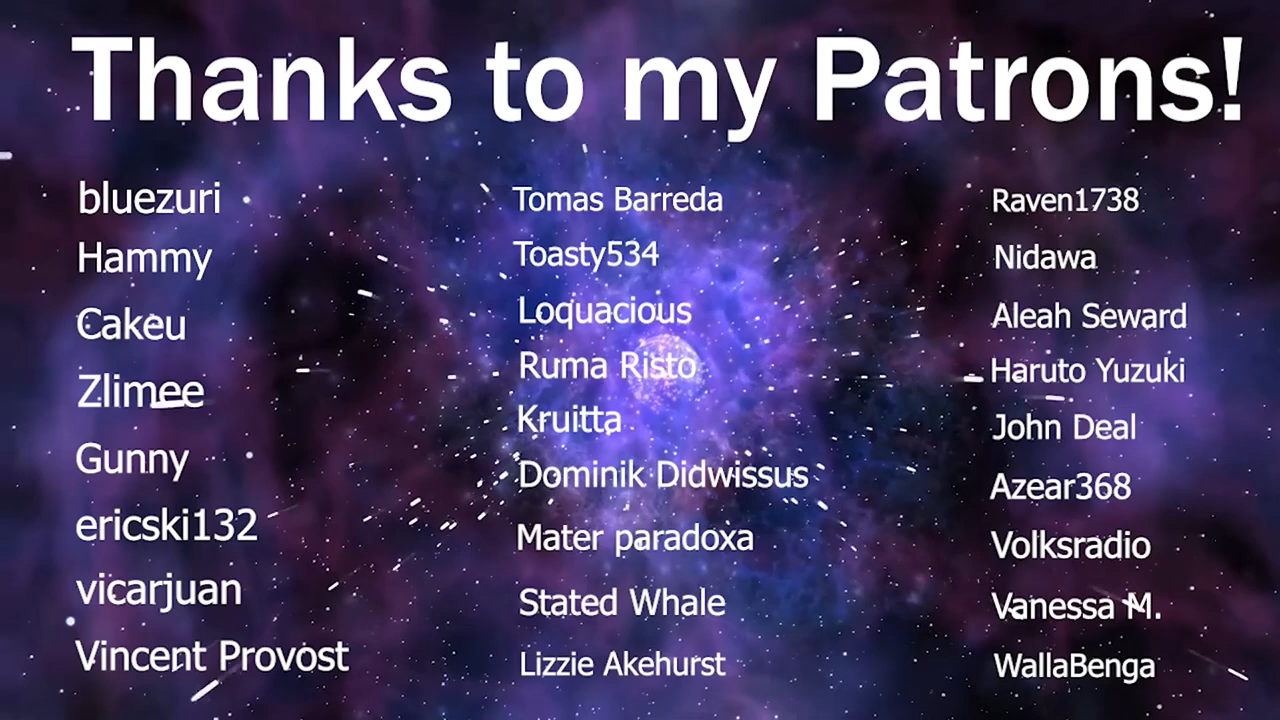 Thanks to my Patrons!
bluezuri
Hammy
Cakeu
Zlimee
Gunny
ericski132
vicarjuan
Vincent Provost
Tomas Barreda
Toasty534
Loquacious
Ruma Risto
Kruitta
Dominik Didwissus
Mater paradoxa
Stated Whale
Lizzie Akehurst
Raven1738
Nidawa
Aleah Seward
Haruto Yuzuki
John Deal
Azear368
Volksradio
Vanessa M.
WallaBenga